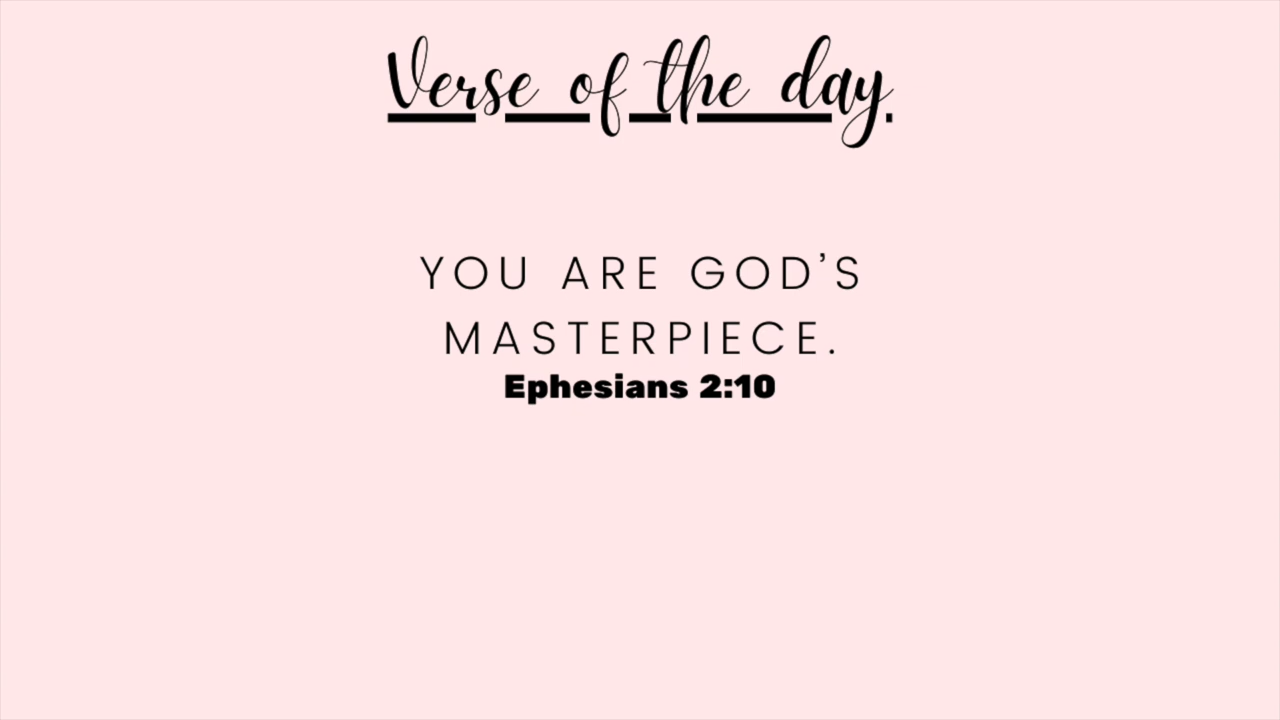 Verse of the day.
YOU ARE GOD’S
MASTERPIECE.
Ephesians 2:10